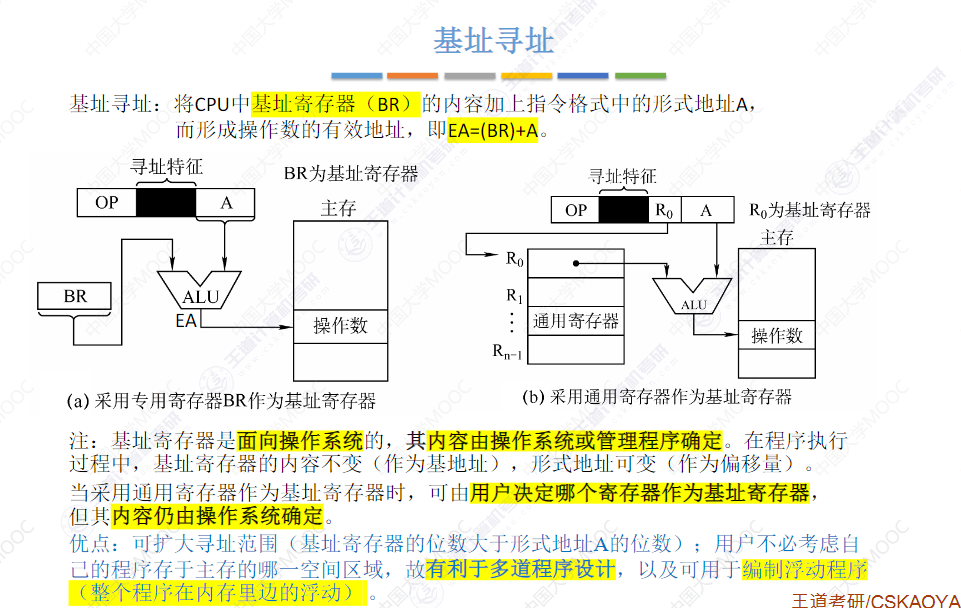 基址寻址
基址寻址：将CPU中基址寄存器（BR）的内容加上指令格式中的形式地址A，
而形成操作数的有效地址，即EA=(BR)+A。
寻址特征
BR为基址寄存器
OP
A
主存
BR
ALU
EA
操作数
(a) 采用专用寄存器BR作为基址寄存器
寻址特征
OP
R0
A
R0为基址寄存器
主存
R0
R1
⋮
通用寄存器
Rn-1
ALU
操作数
(b) 采用通用寄存器作为基址寄存器
注：基址寄存器是面向操作系统的，其内容由操作系统或管理程序确定。在程序执行
过程中，基址寄存器的内容不变（作为基地址），形式地址可变（作为偏移量）。
当采用通用寄存器作为基址寄存器时，可由用户决定哪个寄存器作为基址寄存器，
但其内容仍由操作系统确定。
优点：可扩大寻址范围（基址寄存器的位数大于形式地址A的位数）；用户不必考虑自
己的程序存于主存的哪一空间区域，故有利于多道程序设计，以及可用于编制浮动程序
（整个程序在内存里边的浮动）。
王道考研/CSKAOYA